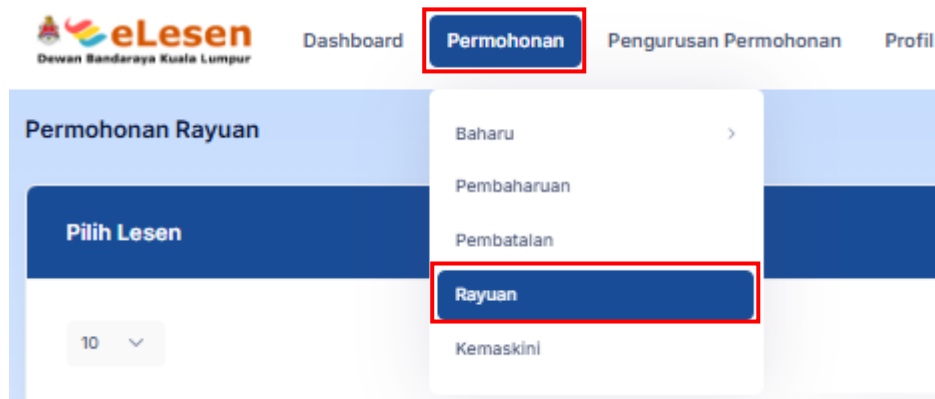 eLesen
Dewan Bandaraya Kuala Lumpur
Dashboard
Permohonan
Pengurusan Permohonan
Profil
Permohonan Rayuan
Baharu
Pembaharuan
Pembatalan
Rayuan
Kemaskini
Pilih Lesen
10